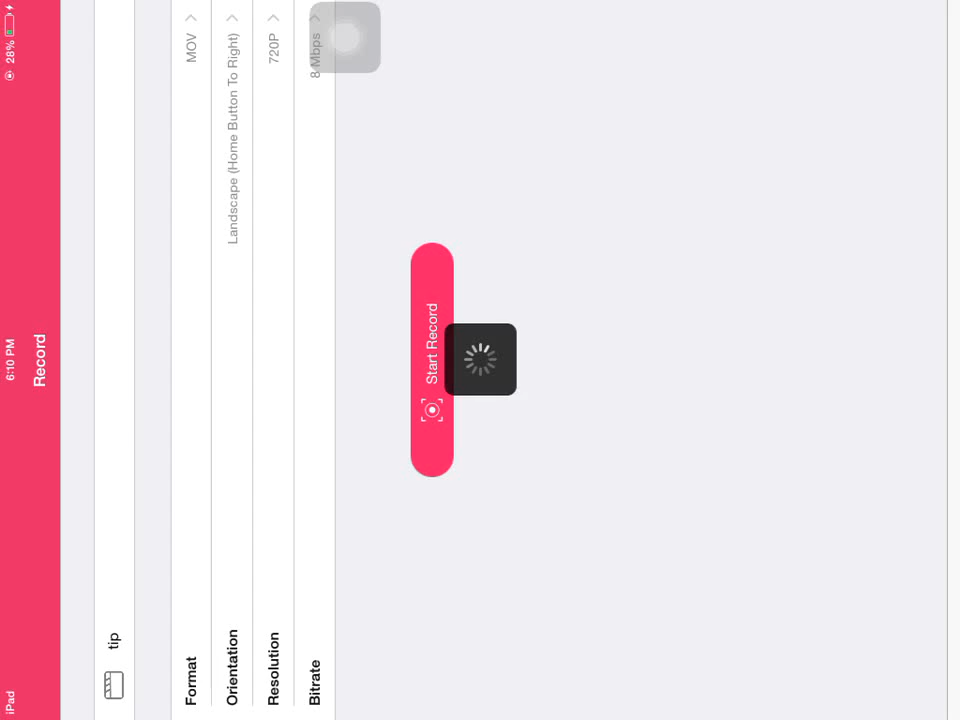 iPad 6:10 PM 28%
Record
tip
Format MOV
Orientation Landscape (Home Button To Right)
Resolution 720P
Bitrate 8 Mbps
Start Record